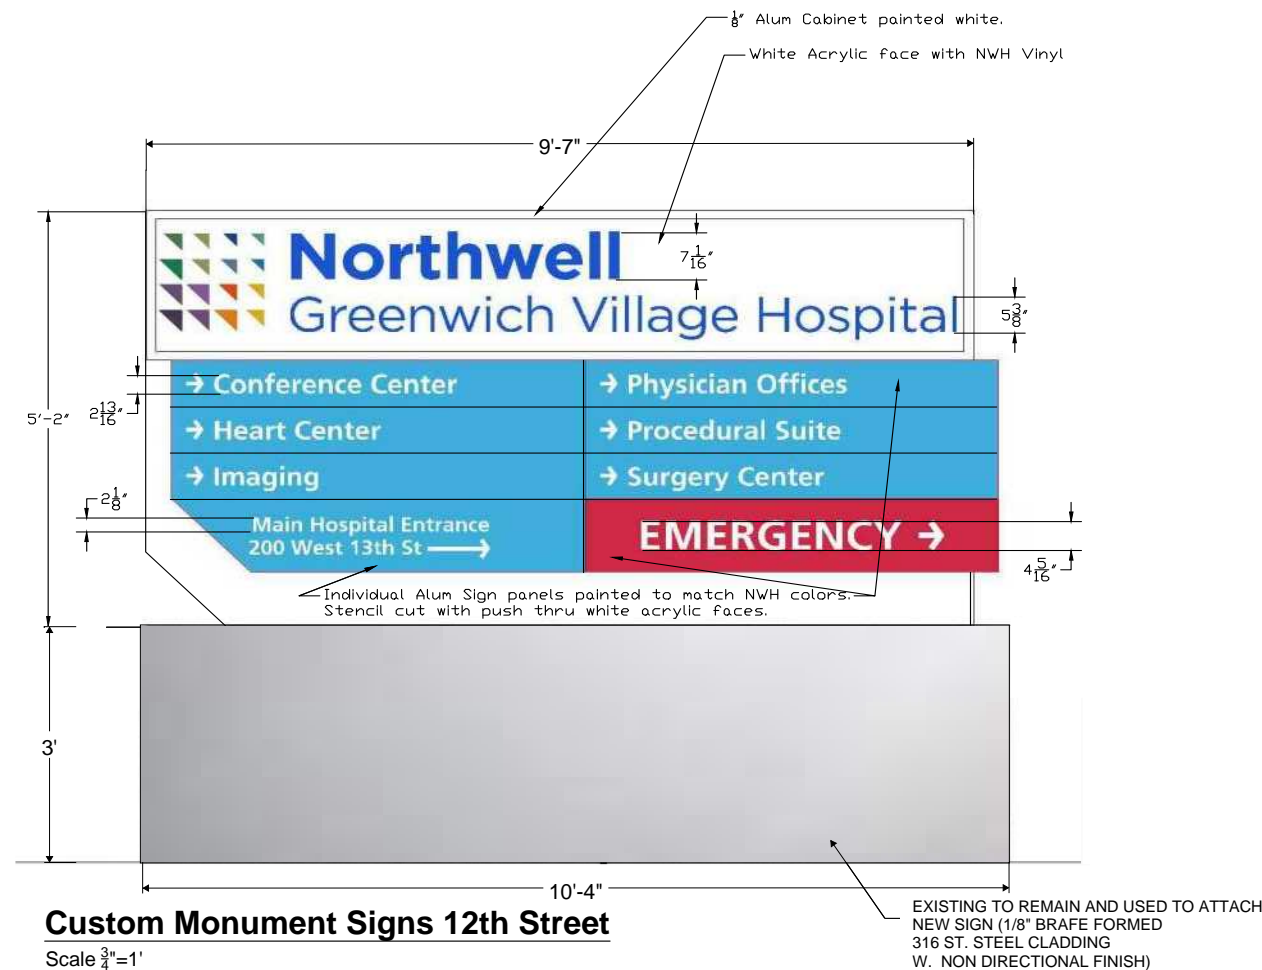 1/8" Alum Cabinet painted white.
White Acrylic face with NWH Vinyl
9'-7"
Northwell
7 1/16"
Greenwich Village Hospital
5 3/8"
→ Conference Center
→ Physician Offices
2 13/16"
5'-2"
→ Heart Center
→ Procedural Suite
→ Imaging
→ Surgery Center
2 1/8"
Main Hospital Entrance
200 West 13th St →
EMERGENCY →
4 5/16"
Individual Alum Sign panels painted to match NWH colors.
Stencil cut with push thru white acrylic faces.
3'
10'-4"
Custom Monument Signs 12th Street
Scale 3/4"=1'
EXISTING TO REMAIN AND USED TO ATTACH
NEW SIGN (1/8" BRAFE FORMED
316 ST. STEEL CLADDING
W. NON DIRECTIONAL FINISH)